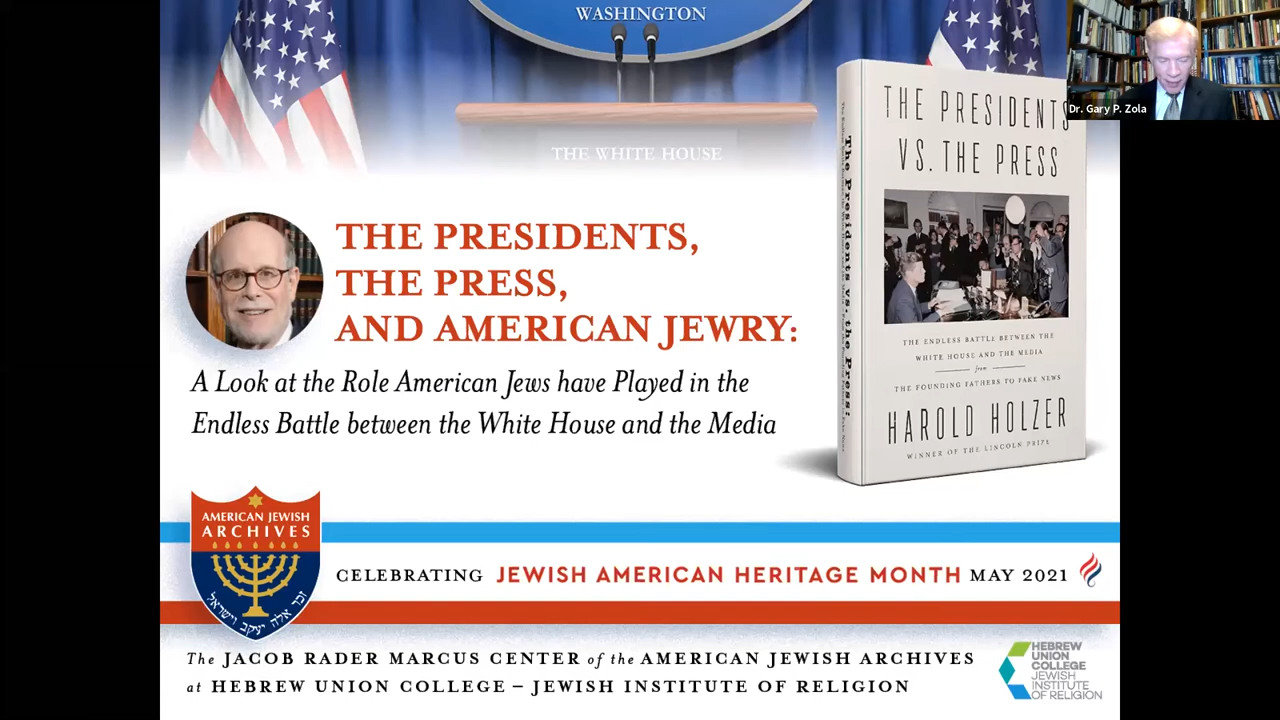 WASHINGTON
THE WHITE HOUSE
Dr. Gary P. Zola
THE PRESIDENTS
VS. THE PRESS
THE ENDLESS BATTLE BETWEEN THE
WHITE HOUSE AND THE MEDIA
from
THE FOUNDING FATHERS TO FAKE NEWS
HAROLD HOLZER
WINNER OF THE LINCOLN PRIZE
The Presidents vs. the Press:
THE PRESIDENTS,
THE PRESS,
AND AMERICAN JEWRY:
A Look at the Role American Jews have Played in the
Endless Battle between the White House and the Media
AMERICAN JEWISH
ARCHIVES
זכר אלה יעקב וישראל
CELEBRATING JEWISH AMERICAN HERITAGE MONTH MAY 2021
The JACOB RADER MARCUS CENTER of the AMERICAN JEWISH ARCHIVES
at HEBREW UNION COLLEGE – JEWISH INSTITUTE OF RELIGION
HEBREW
UNION
COLLEGE
JEWISH
INSTITUTE
OF RELIGION